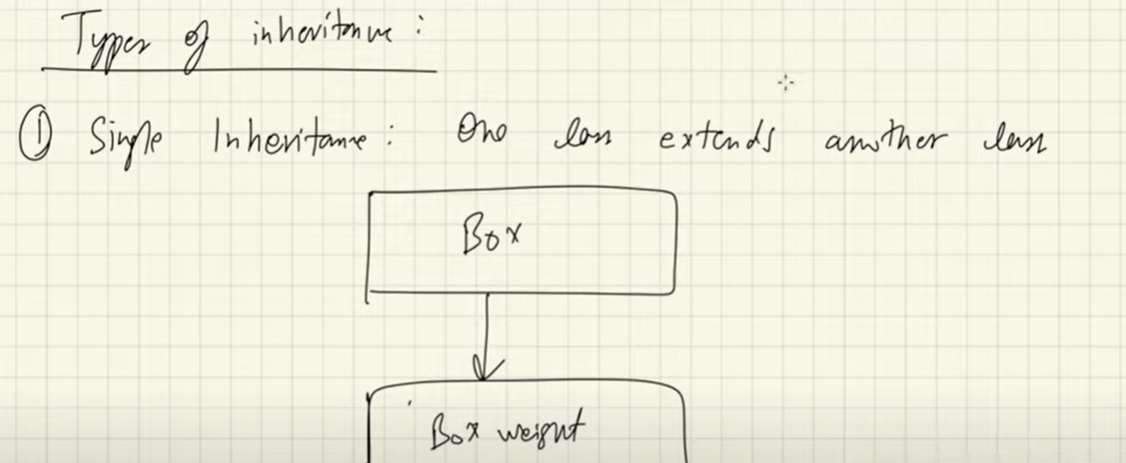 Types of inheritance :
① Single Inheritance : One class extends another class
Box
Box weight